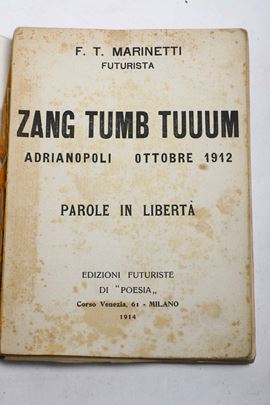 F. T. MARINETTI
FUTURISTA
ZANG TUMB TUUUM
ADRIANOPOLI OTTOBRE 1912
PAROLE IN LIBERTÀ
EDIZIONI FUTURISTE
DI "POESIA„
Corso Venezia, 61 - MILANO
1914